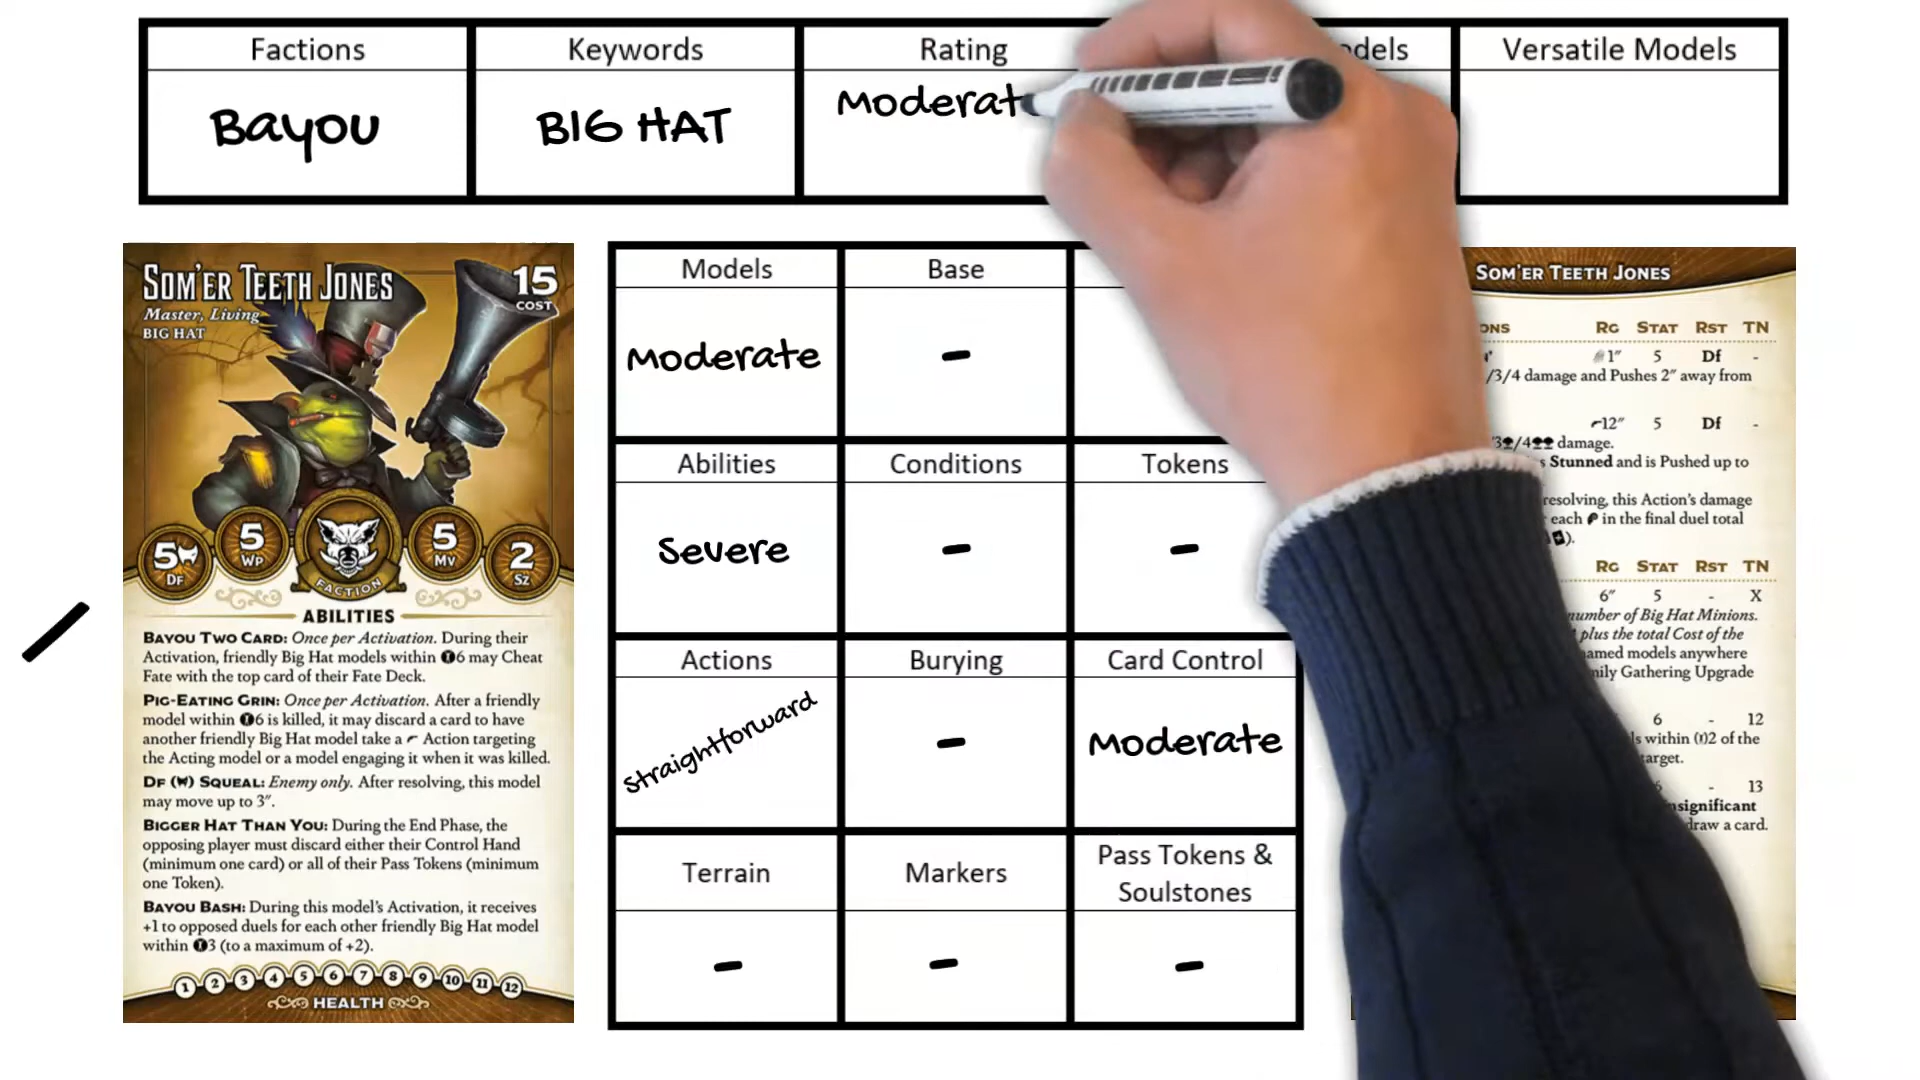 Factions
Keywords
Rating
odels
Versatile Models
Bayou
BIG HAT
Moderat
SOM'ER TEETH JONES
15
COST
Master, Living
BIG HAT
5
DF
5
WP
FACTION
5
MV
2
SZ
ABILITIES
BAYOU TWO CARD: Once per Activation. During their
Activation, friendly Big Hat models within 6 may Cheat
Fate with the top card of their Fate Deck.
PIG-EATING GRIN: Once per Activation. After a friendly
model within 6 is killed, it may discard a card to have
another friendly Big Hat model take a Action targeting
the Acting model or a model engaging it when it was killed.
DF () SQUEAL: Enemy only. After resolving, this model
may move up to 3".
BIGGER HAT THAN YOU: During the End Phase, the
opposing player must discard either their Control Hand
(minimum one card) or all of their Pass Tokens (minimum
one Token).
BAYOU BASH: During this model's Activation, it receives
+1 to opposed duels for each other friendly Big Hat model
within 3 (to a maximum of +2).
1 2 3 4 5 6 7 8 9 10 11 12
HEALTH
Models
Base
Moderate
-
Abilities
Conditions
Tokens
Severe
-
-
Actions
Burying
Card Control
Straightforward
-
Moderate
Terrain
Markers
Pass Tokens &
Soulstones
-
-
-
SOM'ER TEETH JONES
ONS RG STAT RST TN
1" 5 Df -
/3/4 damage and Pushes 2" away from
12" 5 Df -
3/4 damage.
s Stunned and is Pushed up to
resolving, this Action's damage
each in the final duel total
RG STAT RST TN
6" 5 - X
number of Big Hat Minions.
plus the total Cost of the
amed models anywhere
mily Gathering Upgrade
6 - 12
ls within 2 of the
target.
6 - 13
nsignificant
draw a card.